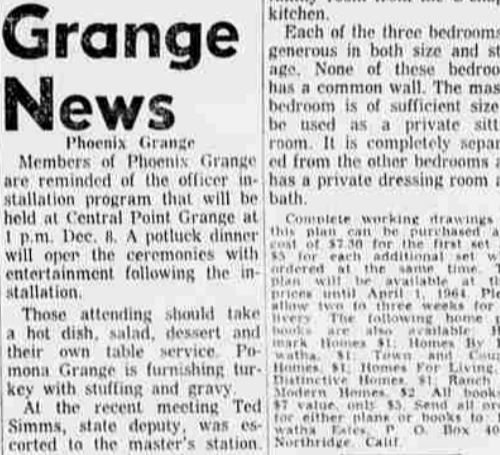 Grange
News
Phoenix Grange
Members of Phoenix Grange
are reminded of the officer in-
stallation program that will be
held at Central Point Grange at
1 p.m. Dec. 8. A potluck dinner
will oper the ceremonies with
entertainment following the in-
stallation.
Those attending should take
a hot dish, salad, dessert and
their own table service. Po-
mona Grange is furnishing tur-
key with stuffing and gravy.
At the recent meeting Ted
Simms, state deputy, was es-
corted to the master's station.
kitchen.
Each of the three bedrooms
generous in both size and st
age. None of these bedroo
has a common wall. The mas
bedroom is of sufficient size
be used as a private sitt
room. It is completely separ
ed from the other bedrooms
has a private dressing room a
bath.
Complete working drawings
this plan can be purchased a
cost of $7.50 for the first set
$5 for each additional set w
ordered at the same time.
plan will be available at th
prices until April 1, 1964. Ple
allow two to three weeks for
livery. The following home p
books are also available:
mark Homes $1; Homes By H
watha, $1; Town and Coun
Homes, $1; Homes For Living,
Distinctive Homes, $1; Ranch
Modern Homes, $2. All books
$7 value, only $5. Send all or
for either plans or books to:
watha Estes, P. O. Box 40
Northridge, Calif.